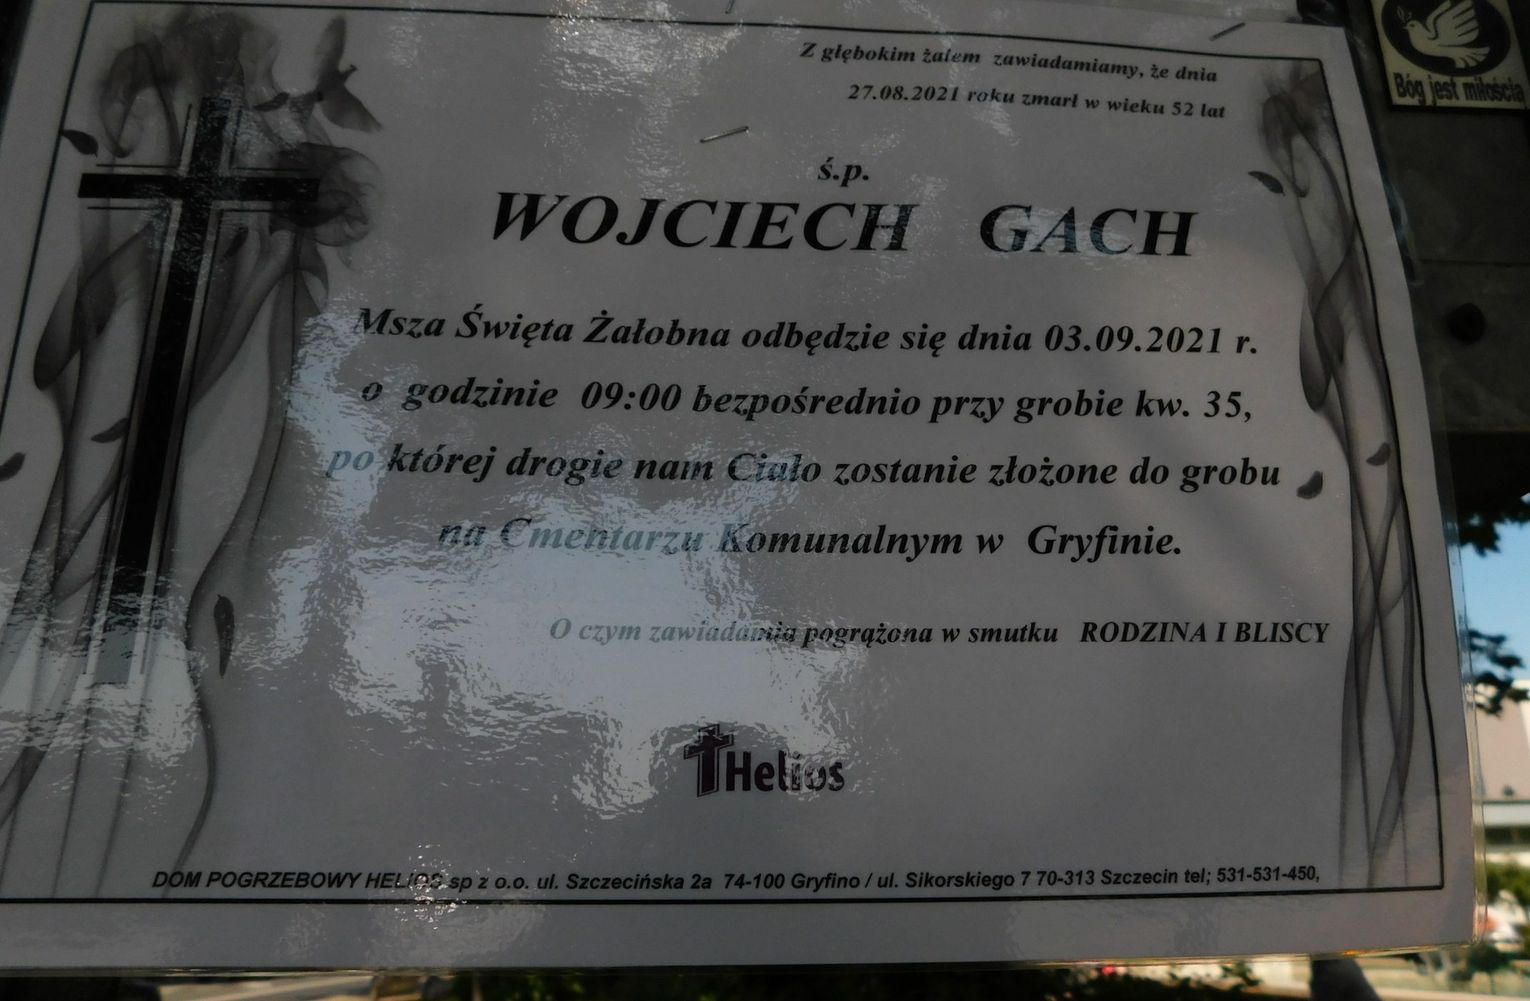 Z głębokim żalem zawiadamiamy, że dnia
27.08.2021 roku zmarł w wieku 52 lat
ś.p.
WOJCIECH GACH
Msza Święta Żałobna odbędzie się dnia 03.09.2021 r.
o godzinie 09:00 bezpośrednio przy grobie kw. 35,
po której drogie nam Ciało zostanie złożone do grobu
na Cmentarzu Komunalnym w Gryfinie.
O czym zawiadamia pogrążona w smutku RODZINA I BLISCY
Helios
DOM POGRZEBOWY HELIOS sp z o.o. ul. Szczecińska 2a 74-100 Gryfino / ul. Sikorskiego 7 70-313 Szczecin tel; 531-531-450,
Bóg jest miłością